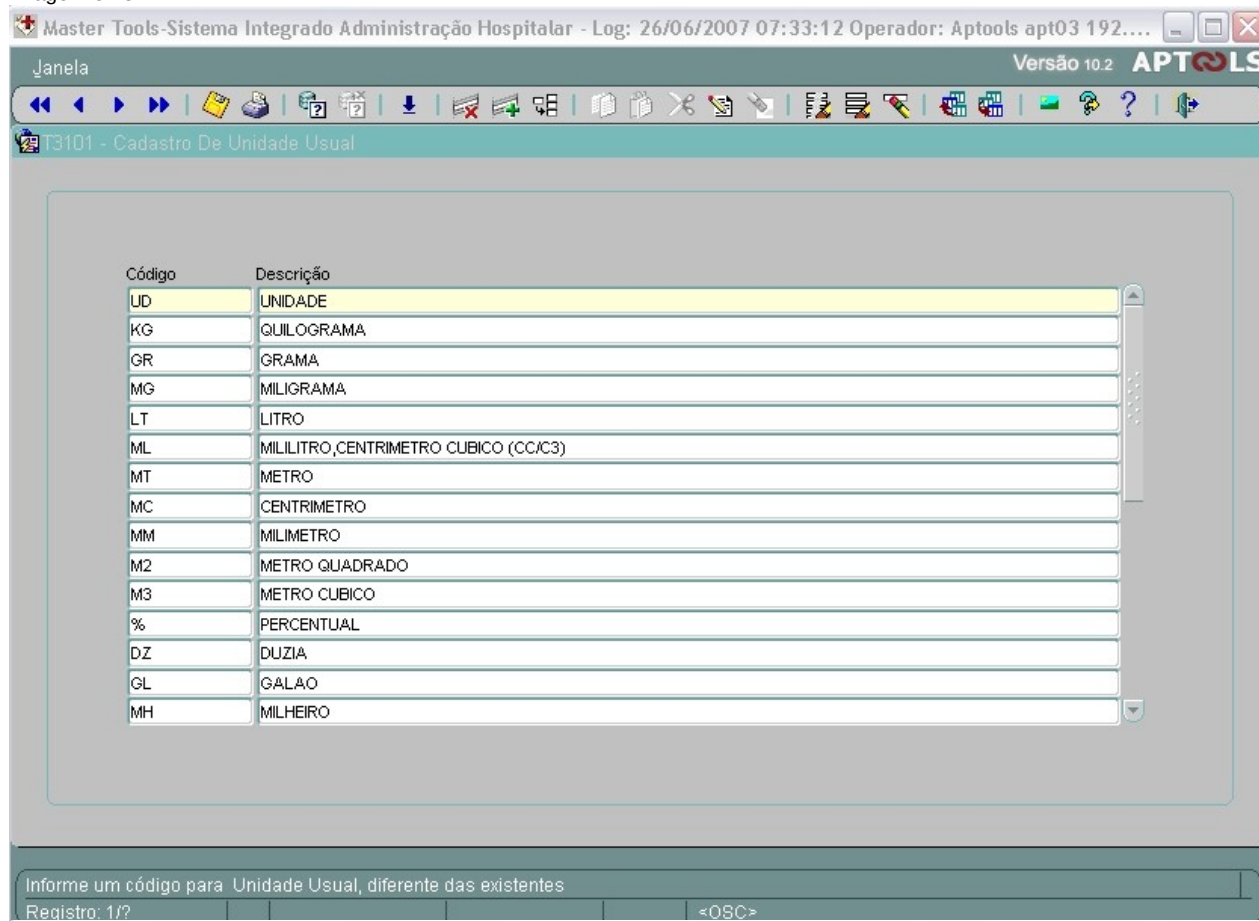 Master Tools-Sistema Integrado Administração Hospitalar - Log: 26/06/2007 07:33:12 Operador: Aptools apt03 192....
Janela
Versão 10.2 APTOOLS
T3101 - Cadastro De Unidade Usual
Código Descrição
UD UNIDADE
KG QUILOGRAMA
GR GRAMA
MG MILIGRAMA
LT LITRO
ML MILILITRO,CENTRIMETRO CUBICO (CC/C3)
MT METRO
MC CENTRIMETRO
MM MILIMETRO
M2 METRO QUADRADO
M3 METRO CUBICO
% PERCENTUAL
DZ DUZIA
GL GALAO
MH MILHEIRO
Informe um código para Unidade Usual, diferente das existentes
Registro: 1/? <OSC>